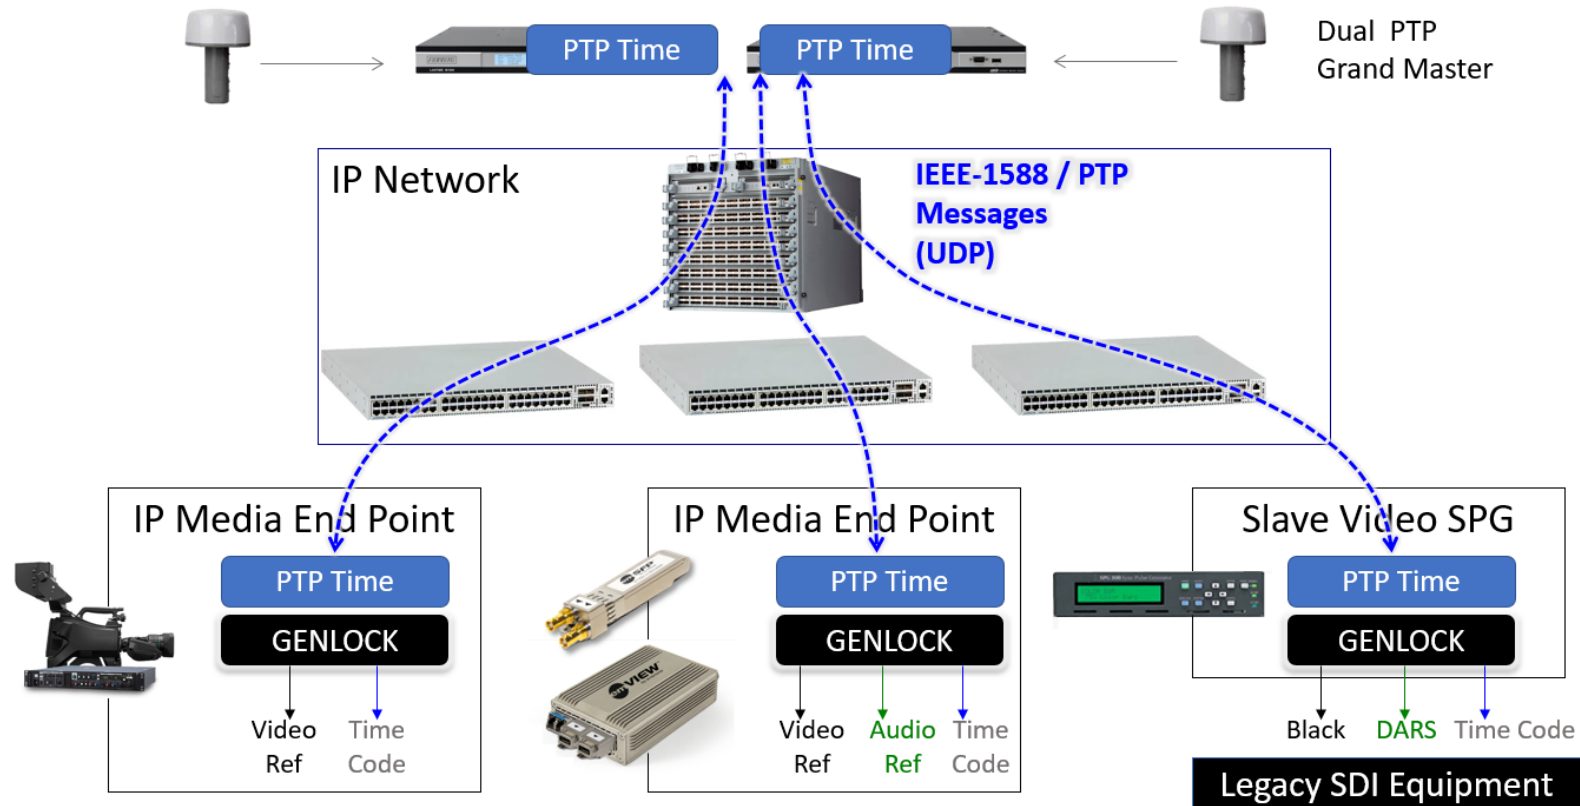 PTP Time
PTP Time
Dual PTP
Grand Master
IP Network
IEEE-1588 / PTP
Messages
(UDP)
IP Media End Point
PTP Time
GENLOCK
Video
Ref
Time
Code
IP Media End Point
SFP
VIEW
PTP Time
GENLOCK
Video
Ref
Audio
Ref
Time
Code
Slave Video SPG
PTP Time
GENLOCK
Black
DARS
Time Code
Legacy SDI Equipment